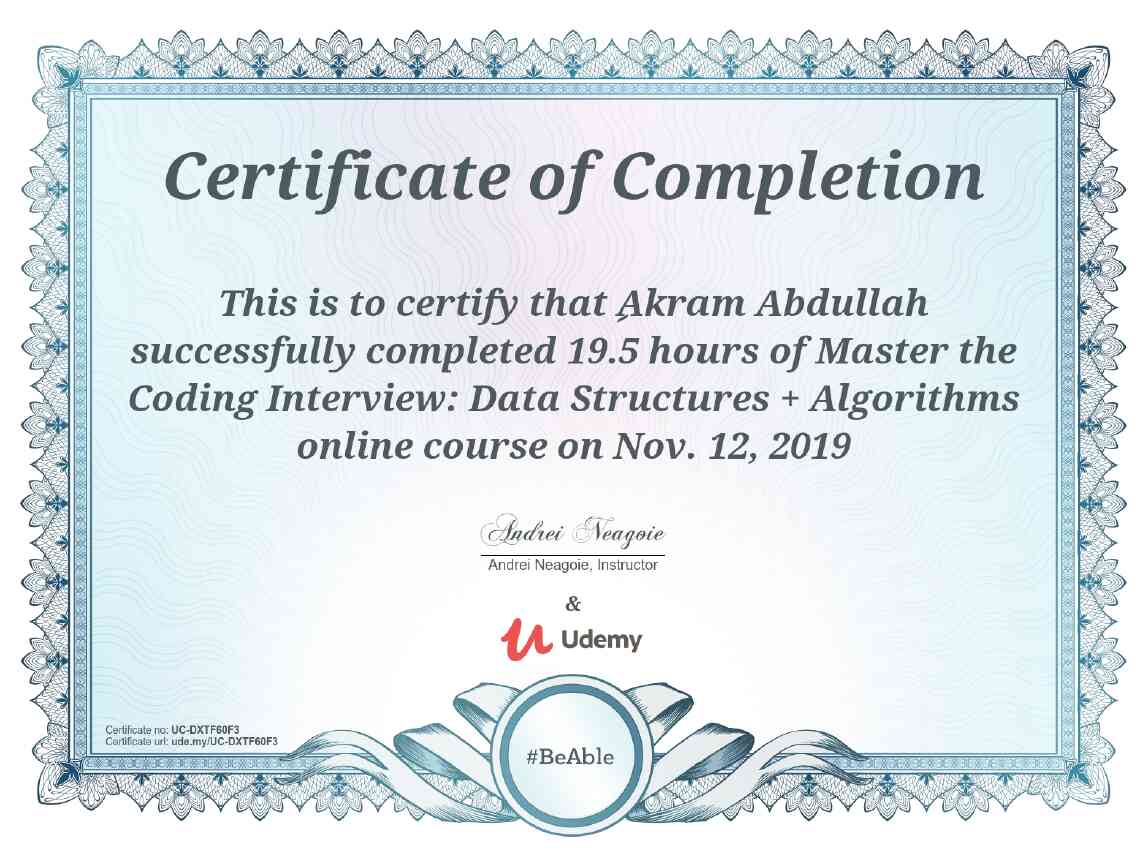 Certificate of Completion
This is to certify that Ąkram Abdullah
successfully completed 19.5 hours of Master the
Coding Interview: Data Structures + Algorithms
online course on Nov. 12, 2019
Andrei Neagoie
Andrei Neagoie, Instructor
&
Udemy
Certificate no: UC-DXTF60F3
Certificate url: ude.my/UC-DXTF60F3
#BeAble